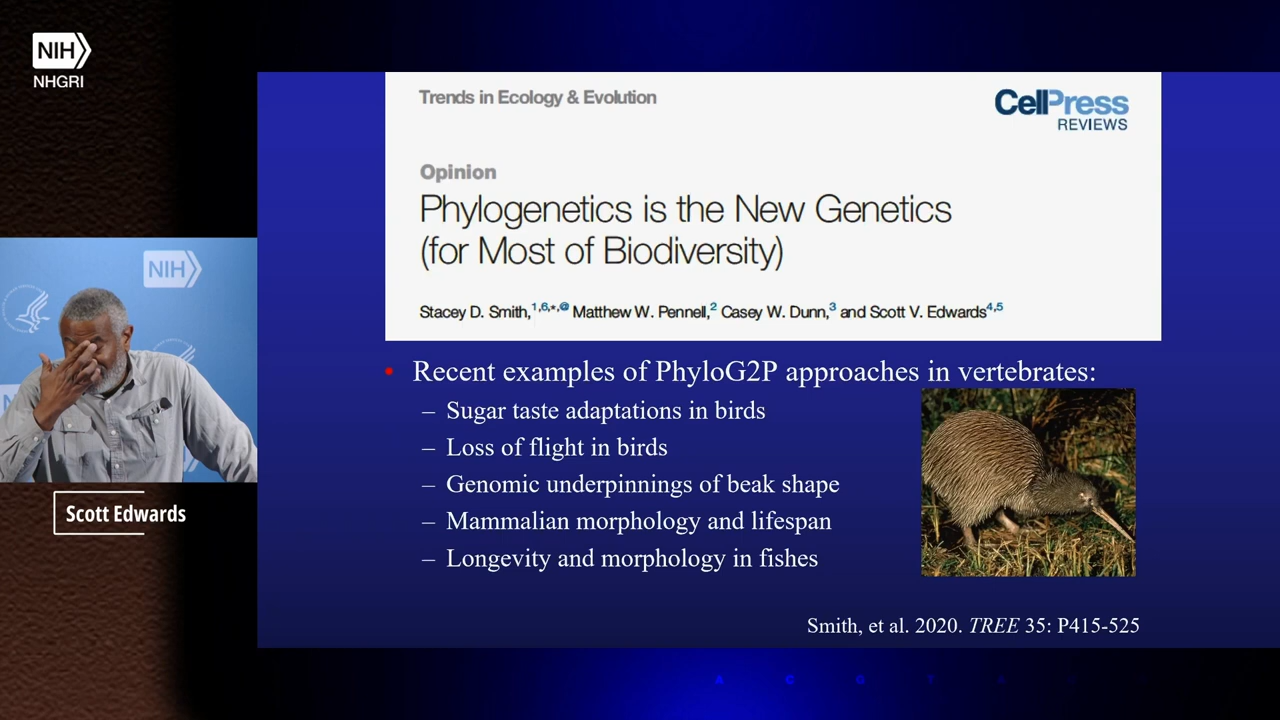 NIH
NHGRI
Trends in Ecology & Evolution
CellPress
REVIEWS
Opinion
Phylogenetics is the New Genetics
(for Most of Biodiversity)
Stacey D. Smith,1,6,*,@ Matthew W. Pennell,2 Casey W. Dunn,3 and Scott V. Edwards4,5
• Recent examples of PhyloG2P approaches in vertebrates:
– Sugar taste adaptations in birds
– Loss of flight in birds
– Genomic underpinnings of beak shape
– Mammalian morphology and lifespan
– Longevity and morphology in fishes
Smith, et al. 2020. TREE 35: P415-525
NIH
Scott Edwards
A C G T